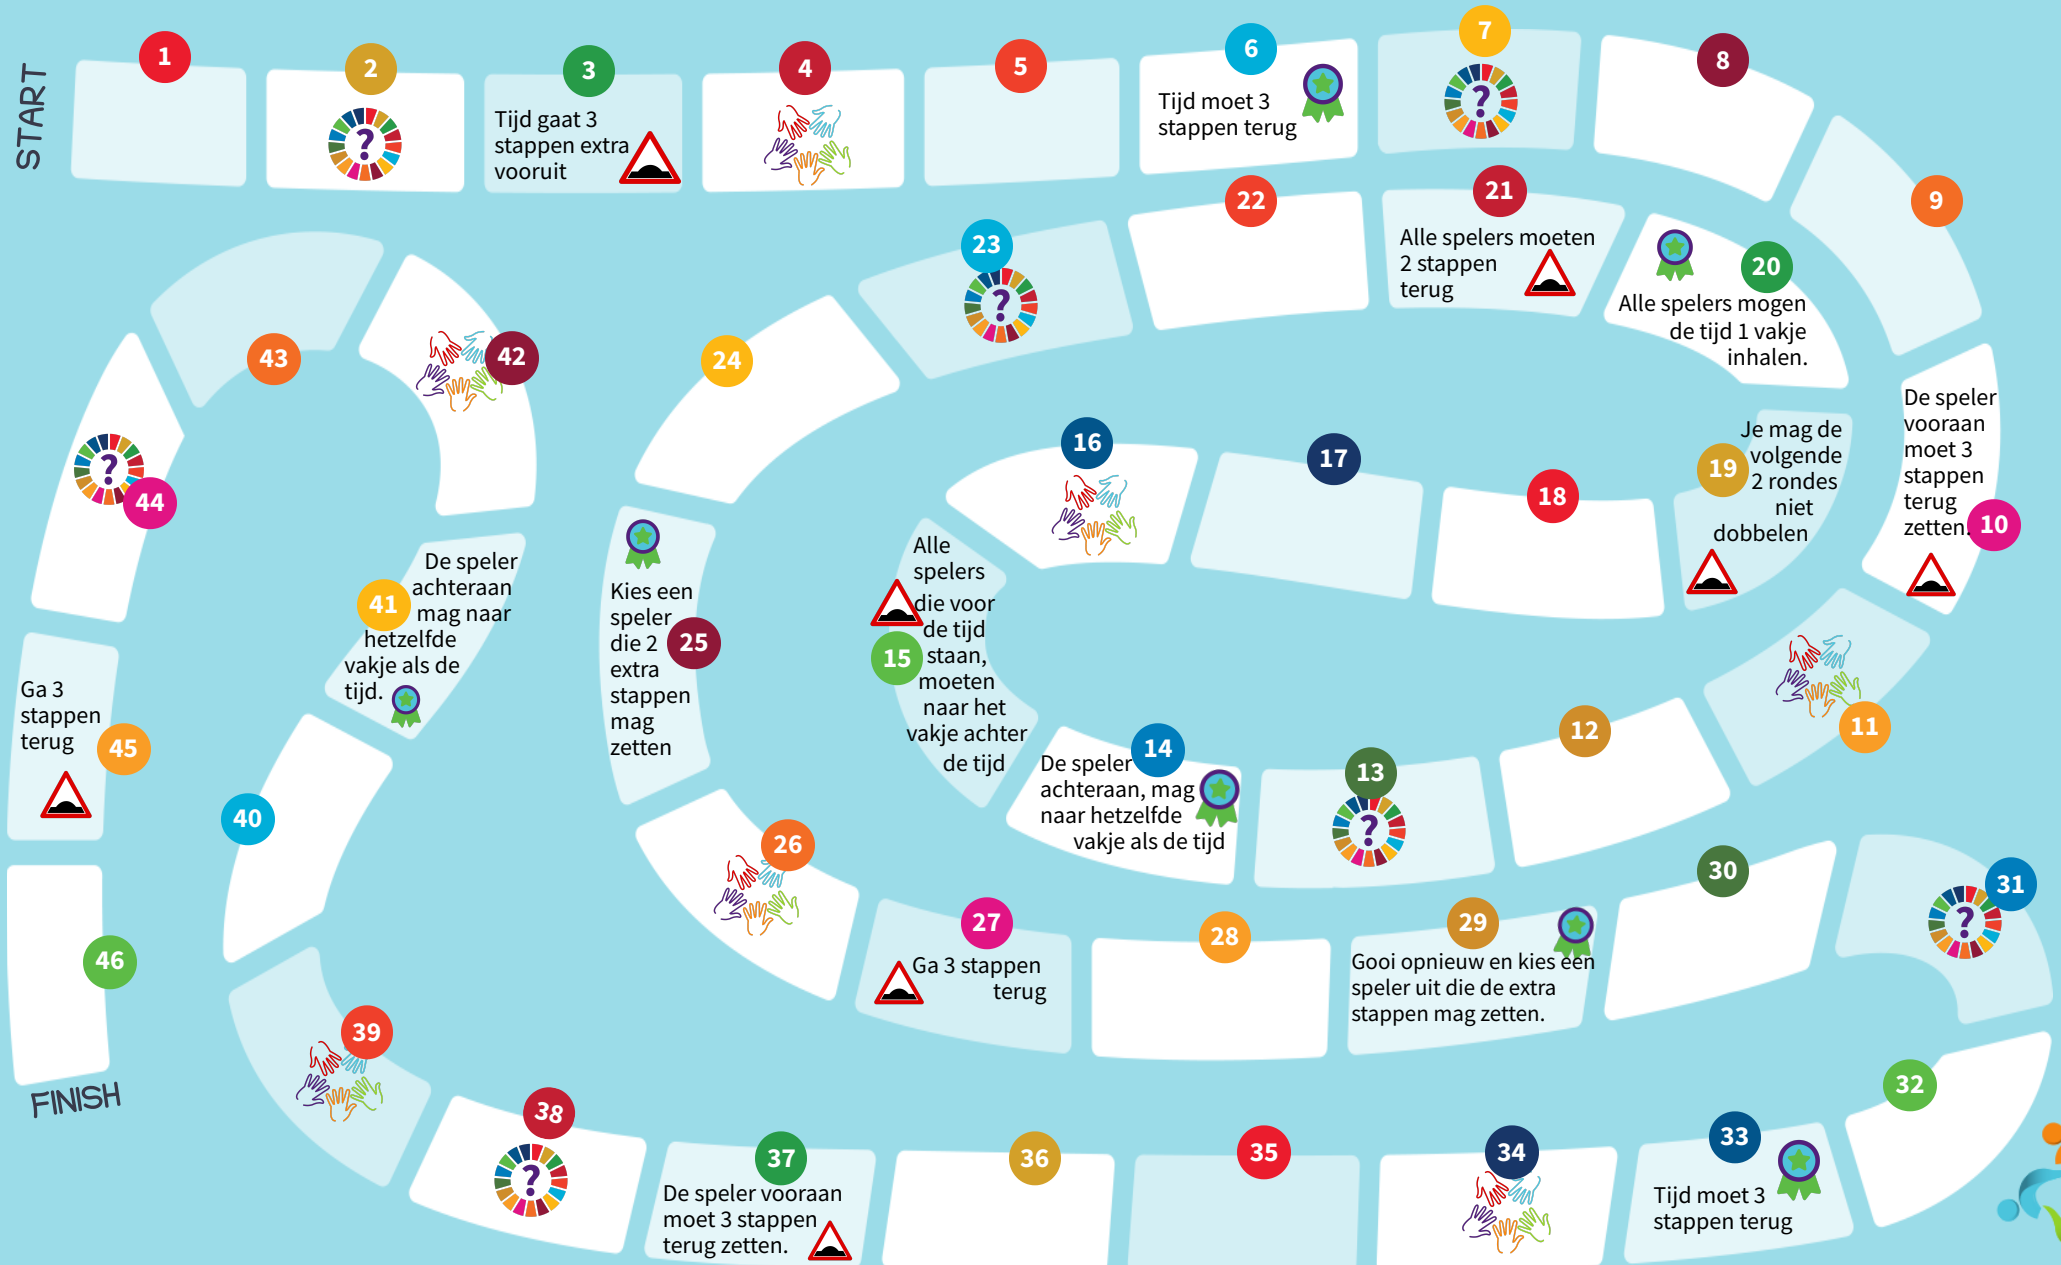 START
1
2
?
3
Tijd gaat 3
stappen extra
vooruit
4
5
6
Tijd moet 3
stappen terug
7
?
8
9
10
De speler
vooraan
moet 3
stappen
terug
zetten.
11
12
13
?
14
De speler
achteraan, mag
naar hetzelfde
vakje als de tijd
15
Alle
spelers
die voor
de tijd
staan,
moeten
naar het
vakje achter
de tijd
16
17
18
19
Je mag de
volgende
2 rondes
niet
dobbelen
20
Alle spelers mogen
de tijd 1 vakje
inhalen.
21
Alle spelers moeten
2 stappen
terug
22
23
?
24
25
Kies een
speler
die 2
extra
stappen
mag
zetten
26
27
Ga 3 stappen
terug
28
29
Gooi opnieuw en kies een
speler uit die de extra
stappen mag zetten.
30
31
?
32
33
Tijd moet 3
stappen terug
34
35
36
37
De speler vooraan
moet 3 stappen
terug zetten.
38
?
39
40
41
De speler
achteraan
mag naar
hetzelfde
vakje als de
tijd.
42
43
44
?
45
Ga 3
stappen
terug
46
FINISH